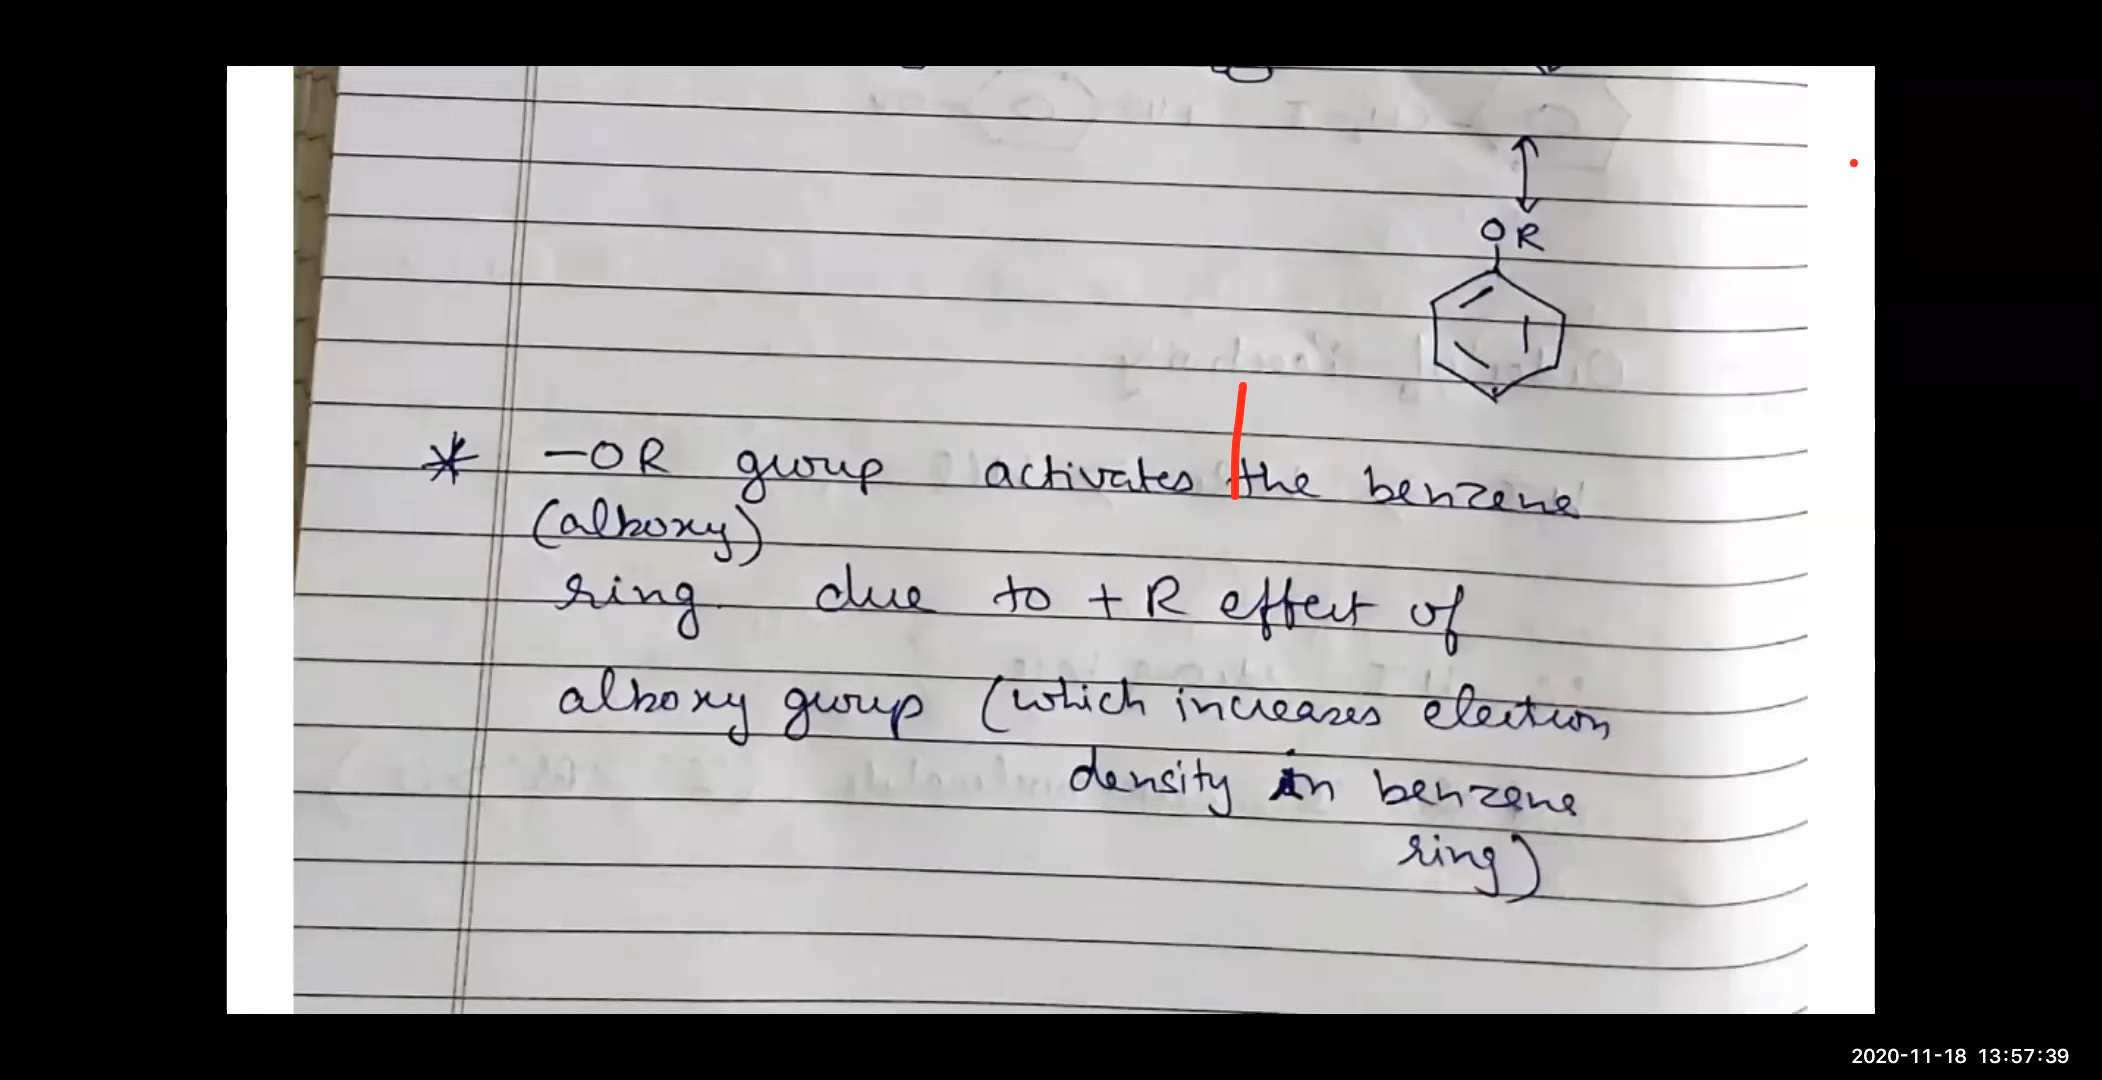 OR
* —OR group activates the benzene
(alkoxy)
ring due to +R effect of
alkoxy group (which increases electron
density in benzene
ring)
2020-11-18 13:57:39